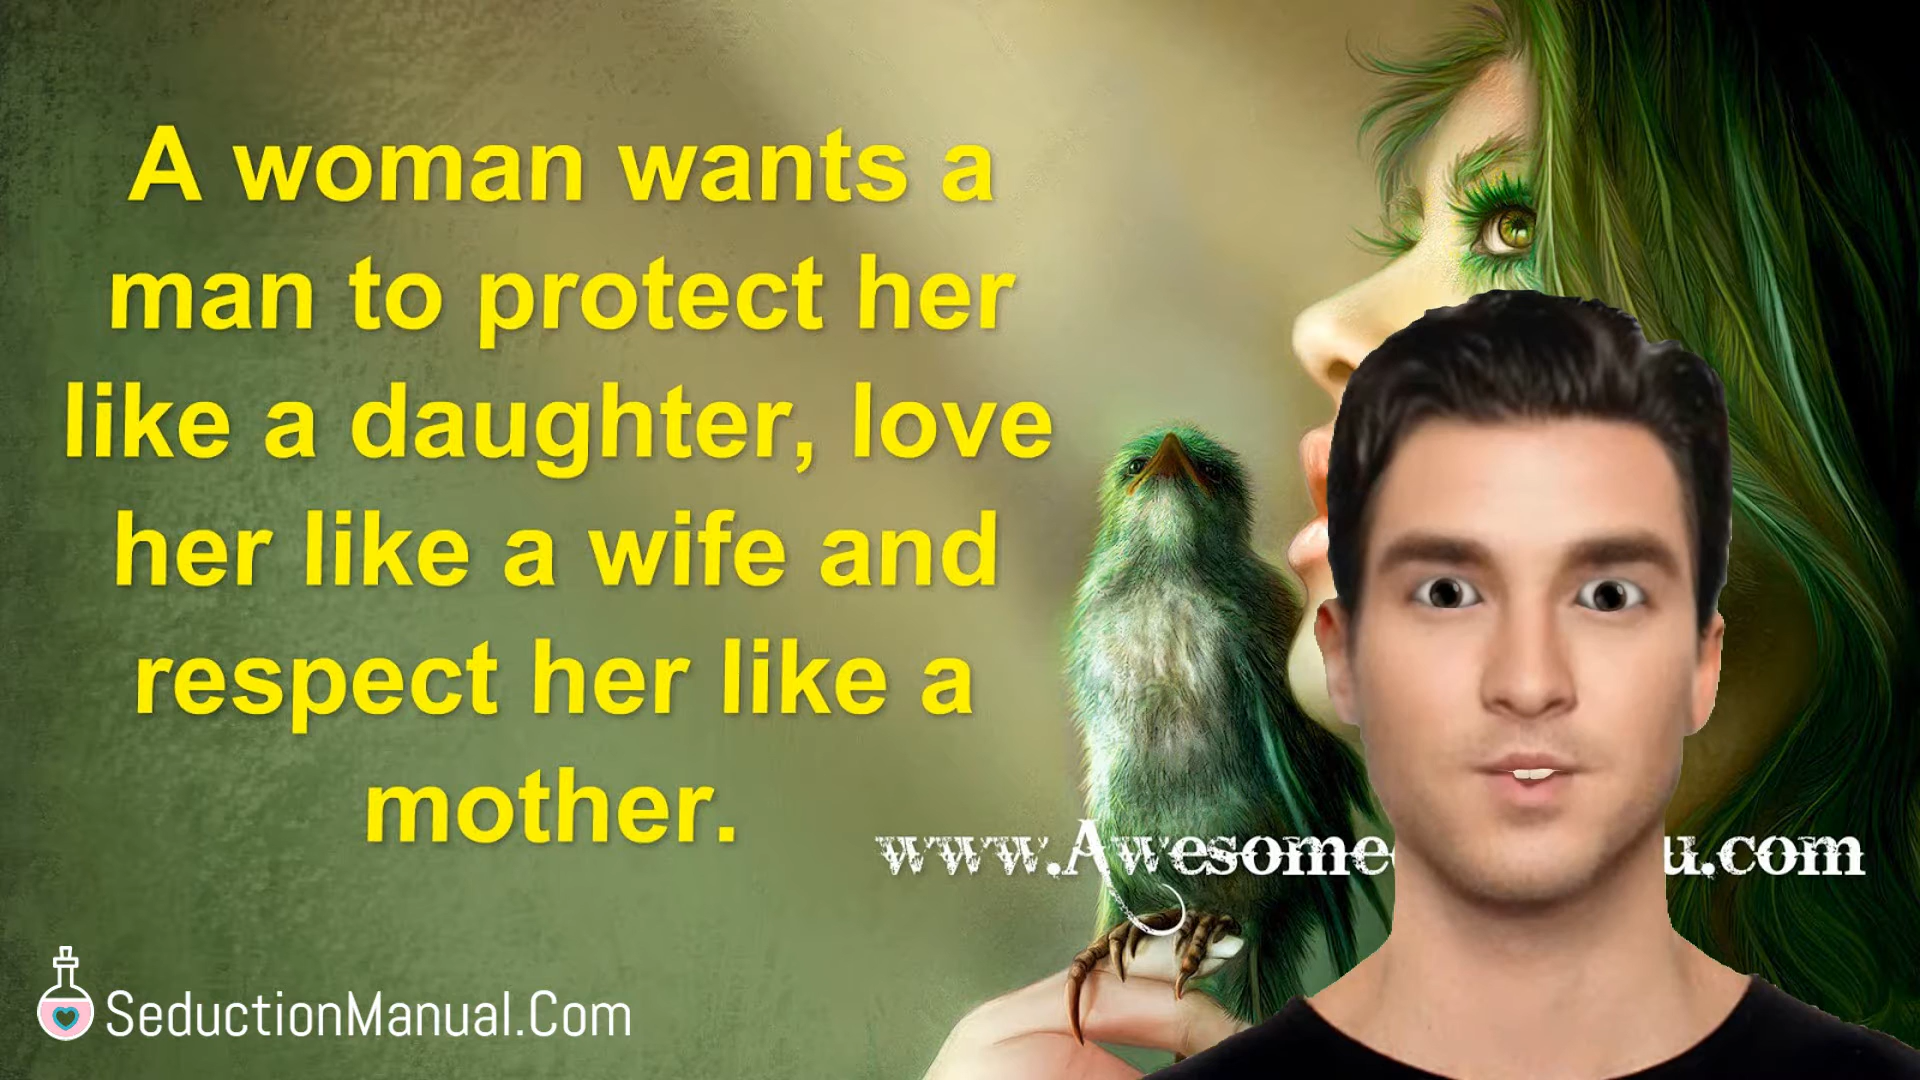 A woman wants a
man to protect her
like a daughter, love
her like a wife and
respect her like a
mother.
www.Awesome
u.com
SeductionManual.Com